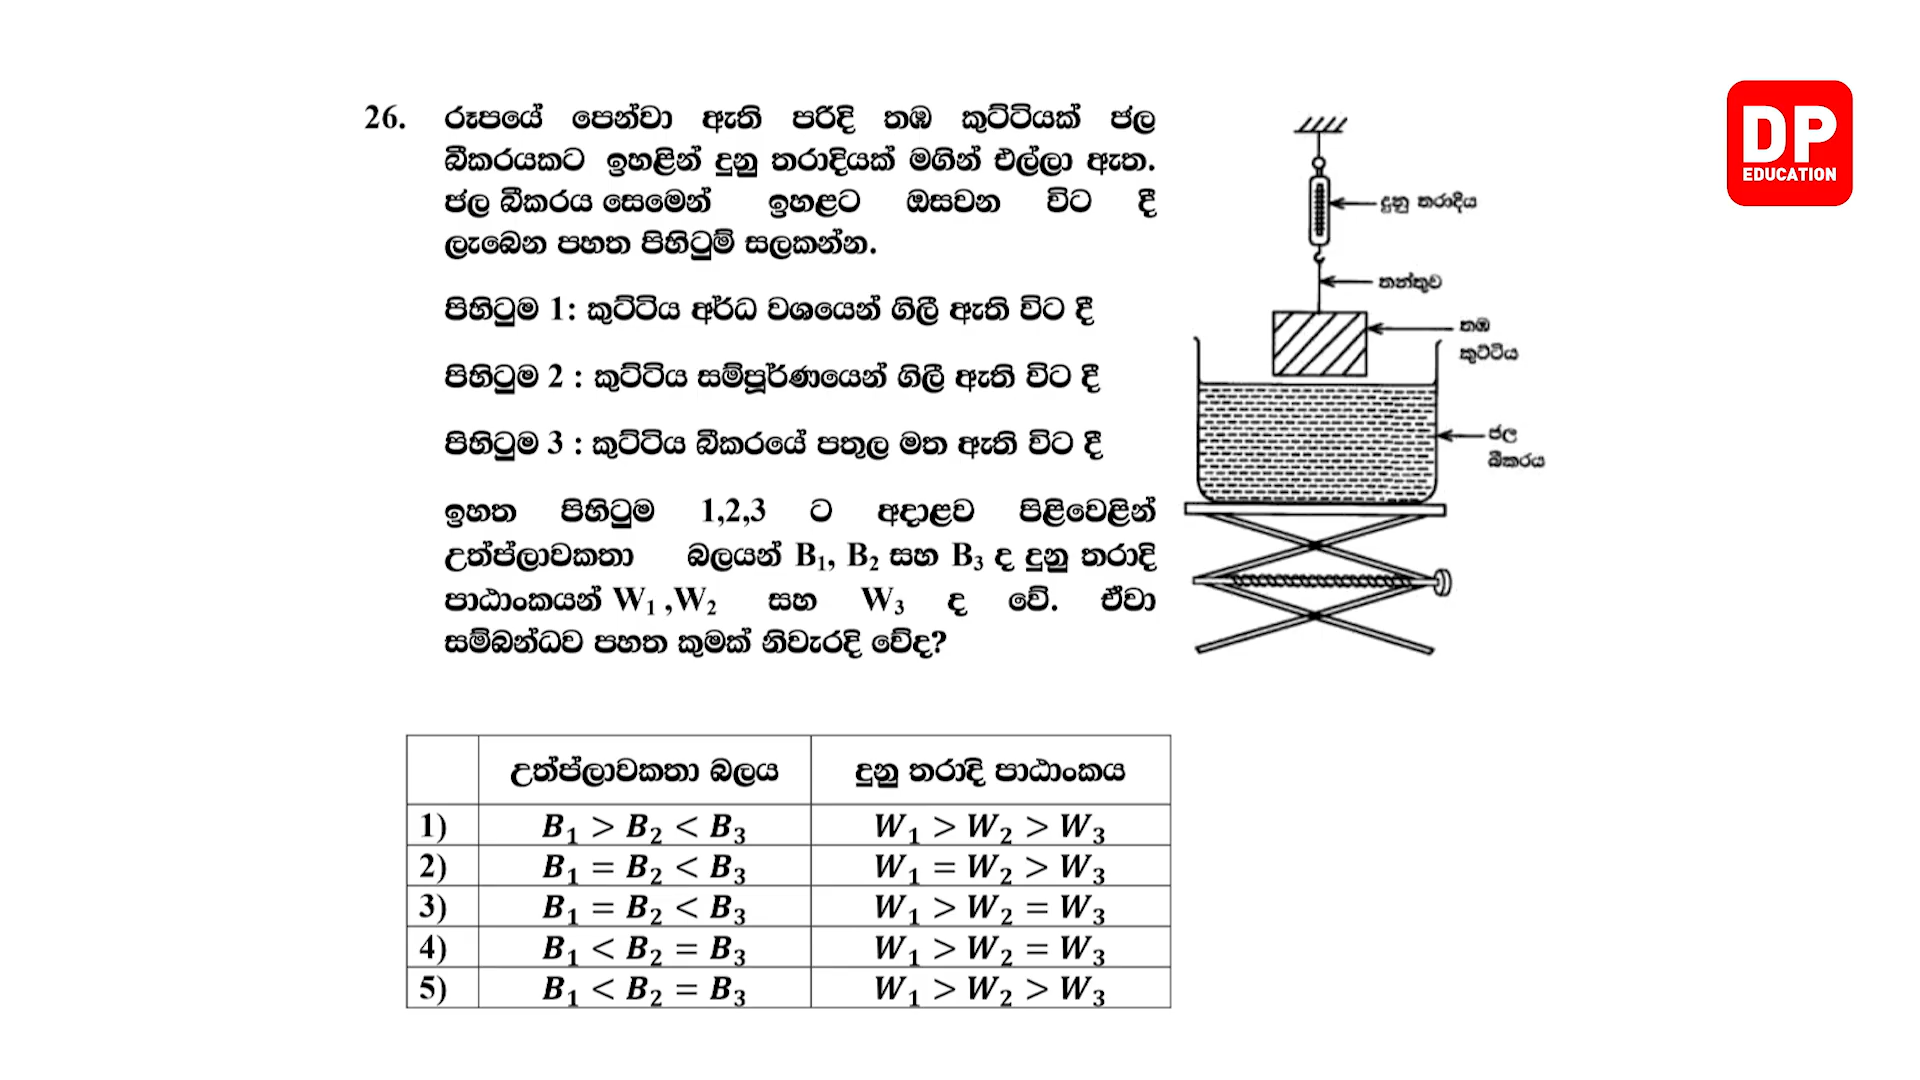 DP
EDUCATION
26. රූපයේ පෙන්වා ඇති පරිදි තඹ කුට්ටියක් ජල
බීකරයකට ඉහළින් දුනු තරාදියක් මගින් එල්ලා ඇත.
ජල බීකරය සෙමෙන් ඉහළට ඔසවන විට දී
ලැබෙන පහත පිහිටුම් සලකන්න.
පිහිටුම 1: කුට්ටිය අර්ධ වශයෙන් ගිලී ඇති විට දී
පිහිටුම 2 : කුට්ටිය සම්පූර්ණයෙන් ගිලී ඇති විට දී
පිහිටුම 3 : කුට්ටිය බීකරයේ පතුල මත ඇති විට දී
ඉහත පිහිටුම 1,2,3 ට අදාළව පිළිවෙළින්
උත්ප්ලාවකතා බලයන් B₁, B₂ සහ B₃ ද දුනු තරාදි
පාඨාංකයන් W₁ ,W₂ සහ W₃ ද වේ. ඒවා
සම්බන්ධව පහත කුමක් නිවැරදි වේද?
දුනු තරාදිය
තන්තුව
තඹ
කුට්ටිය
ජල
බීකරය
උත්ප්ලාවකතා බලය දුනු තරාදි පාඨාංකය
1) B₁ > B₂ < B₃ W₁ > W₂ > W₃
2) B₁ = B₂ < B₃ W₁ = W₂ > W₃
3) B₁ = B₂ < B₃ W₁ > W₂ = W₃
4) B₁ < B₂ = B₃ W₁ > W₂ = W₃
5) B₁ < B₂ = B₃ W₁ > W₂ > W₃